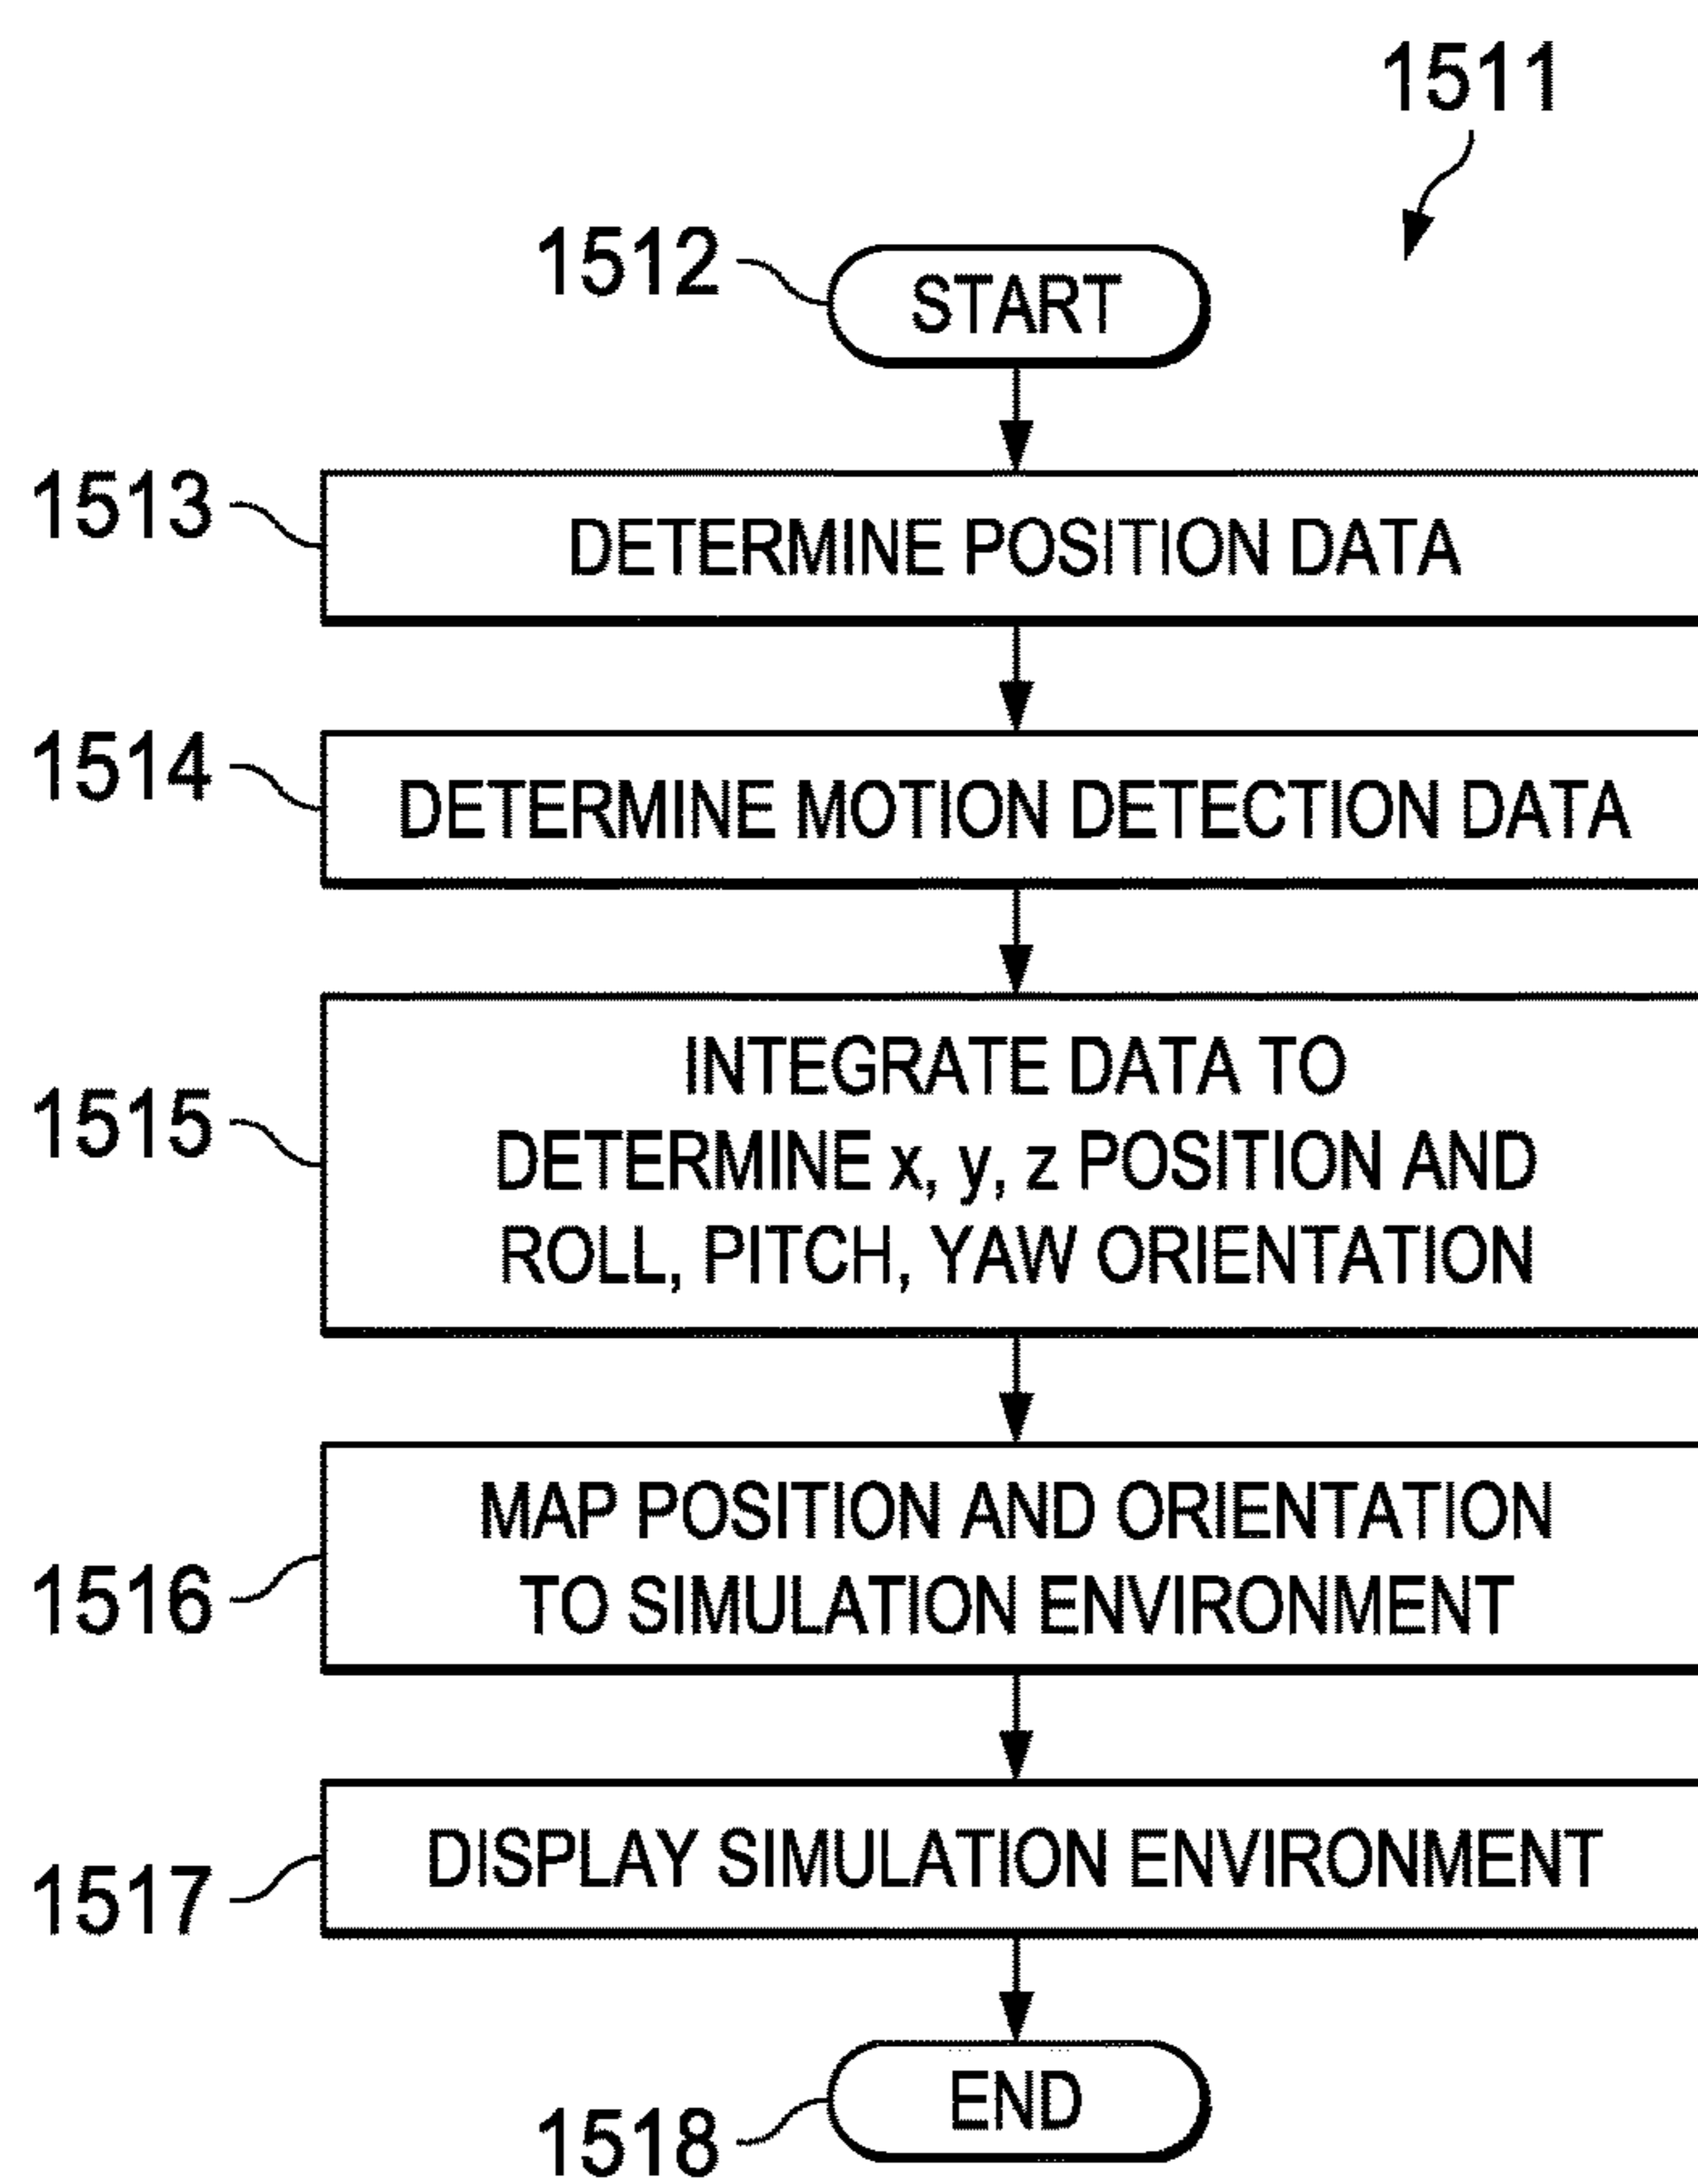 1511
1512
START
1513
DETERMINE POSITION DATA
1514
DETERMINE MOTION DETECTION DATA
1515
INTEGRATE DATA TO
DETERMINE x, y, z POSITION AND
ROLL, PITCH, YAW ORIENTATION
1516
MAP POSITION AND ORIENTATION
TO SIMULATION ENVIRONMENT
1517
DISPLAY SIMULATION ENVIRONMENT
1518
END